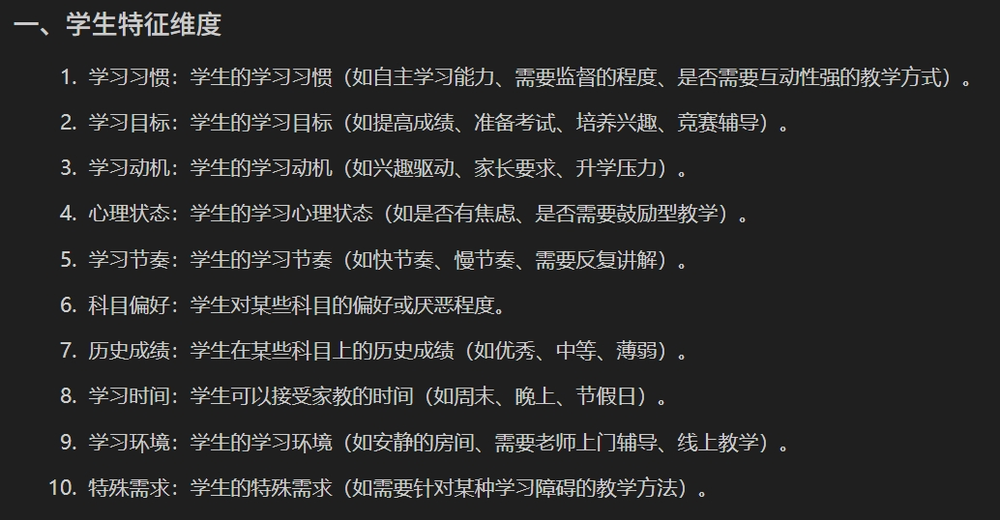 一、学生特征维度
1. 学习习惯：学生的学习习惯（如自主学习能力、需要监督的程度、是否需要互动性强的教学方式）。
2. 学习目标：学生的学习目标（如提高成绩、准备考试、培养兴趣、竞赛辅导）。
3. 学习动机：学生的学习动机（如兴趣驱动、家长要求、升学压力）。
4. 心理状态：学生的学习心理状态（如是否有焦虑、是否需要鼓励型教学）。
5. 学习节奏：学生的学习节奏（如快节奏、慢节奏、需要反复讲解）。
6. 科目偏好：学生对某些科目的偏好或厌恶程度。
7. 历史成绩：学生在某些科目上的历史成绩（如优秀、中等、薄弱）。
8. 学习时间：学生可以接受家教的时间（如周末、晚上、节假日）。
9. 学习环境：学生的学习环境（如安静的房间、需要老师上门辅导、线上教学）。
10. 特殊需求：学生的特殊需求（如需要针对某种学习障碍的教学方法）。